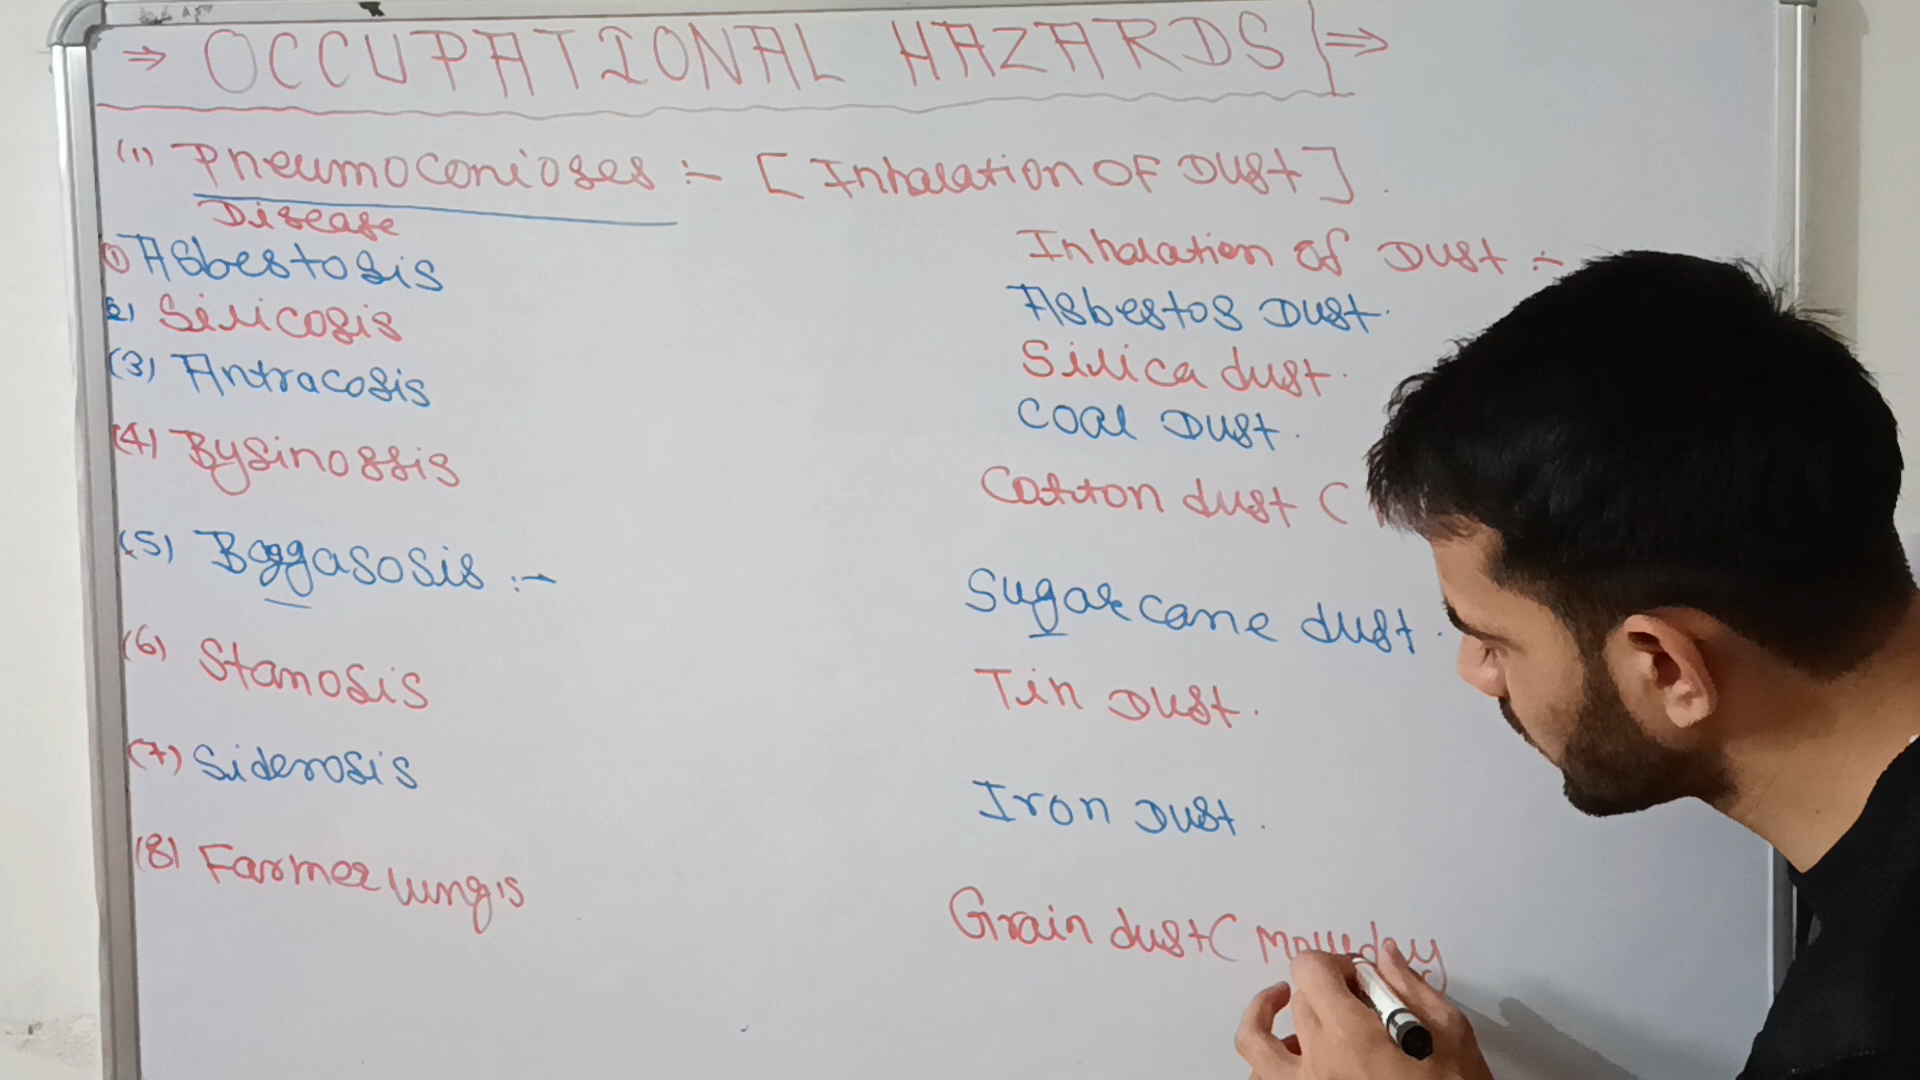 ⇒ OCCUPATIONAL HAZARDS ⇒
(1) Pneumoconioses :- [Inhalation OF Dust].
Disease
Inhalation of Dust :-
① Asbestosis
Asbestos Dust.
2) Silicosis
Silica dust.
(3) Antracosis
Coal Dust.
(4) Bysinossis
Cotton dust (
(5) Baggasosis :-
Sugarcane dust.
(6) Stanosis
Tin Dust.
(7) Siderosis
Iron Dust.
(8) Farmer lungis
Grain dust (